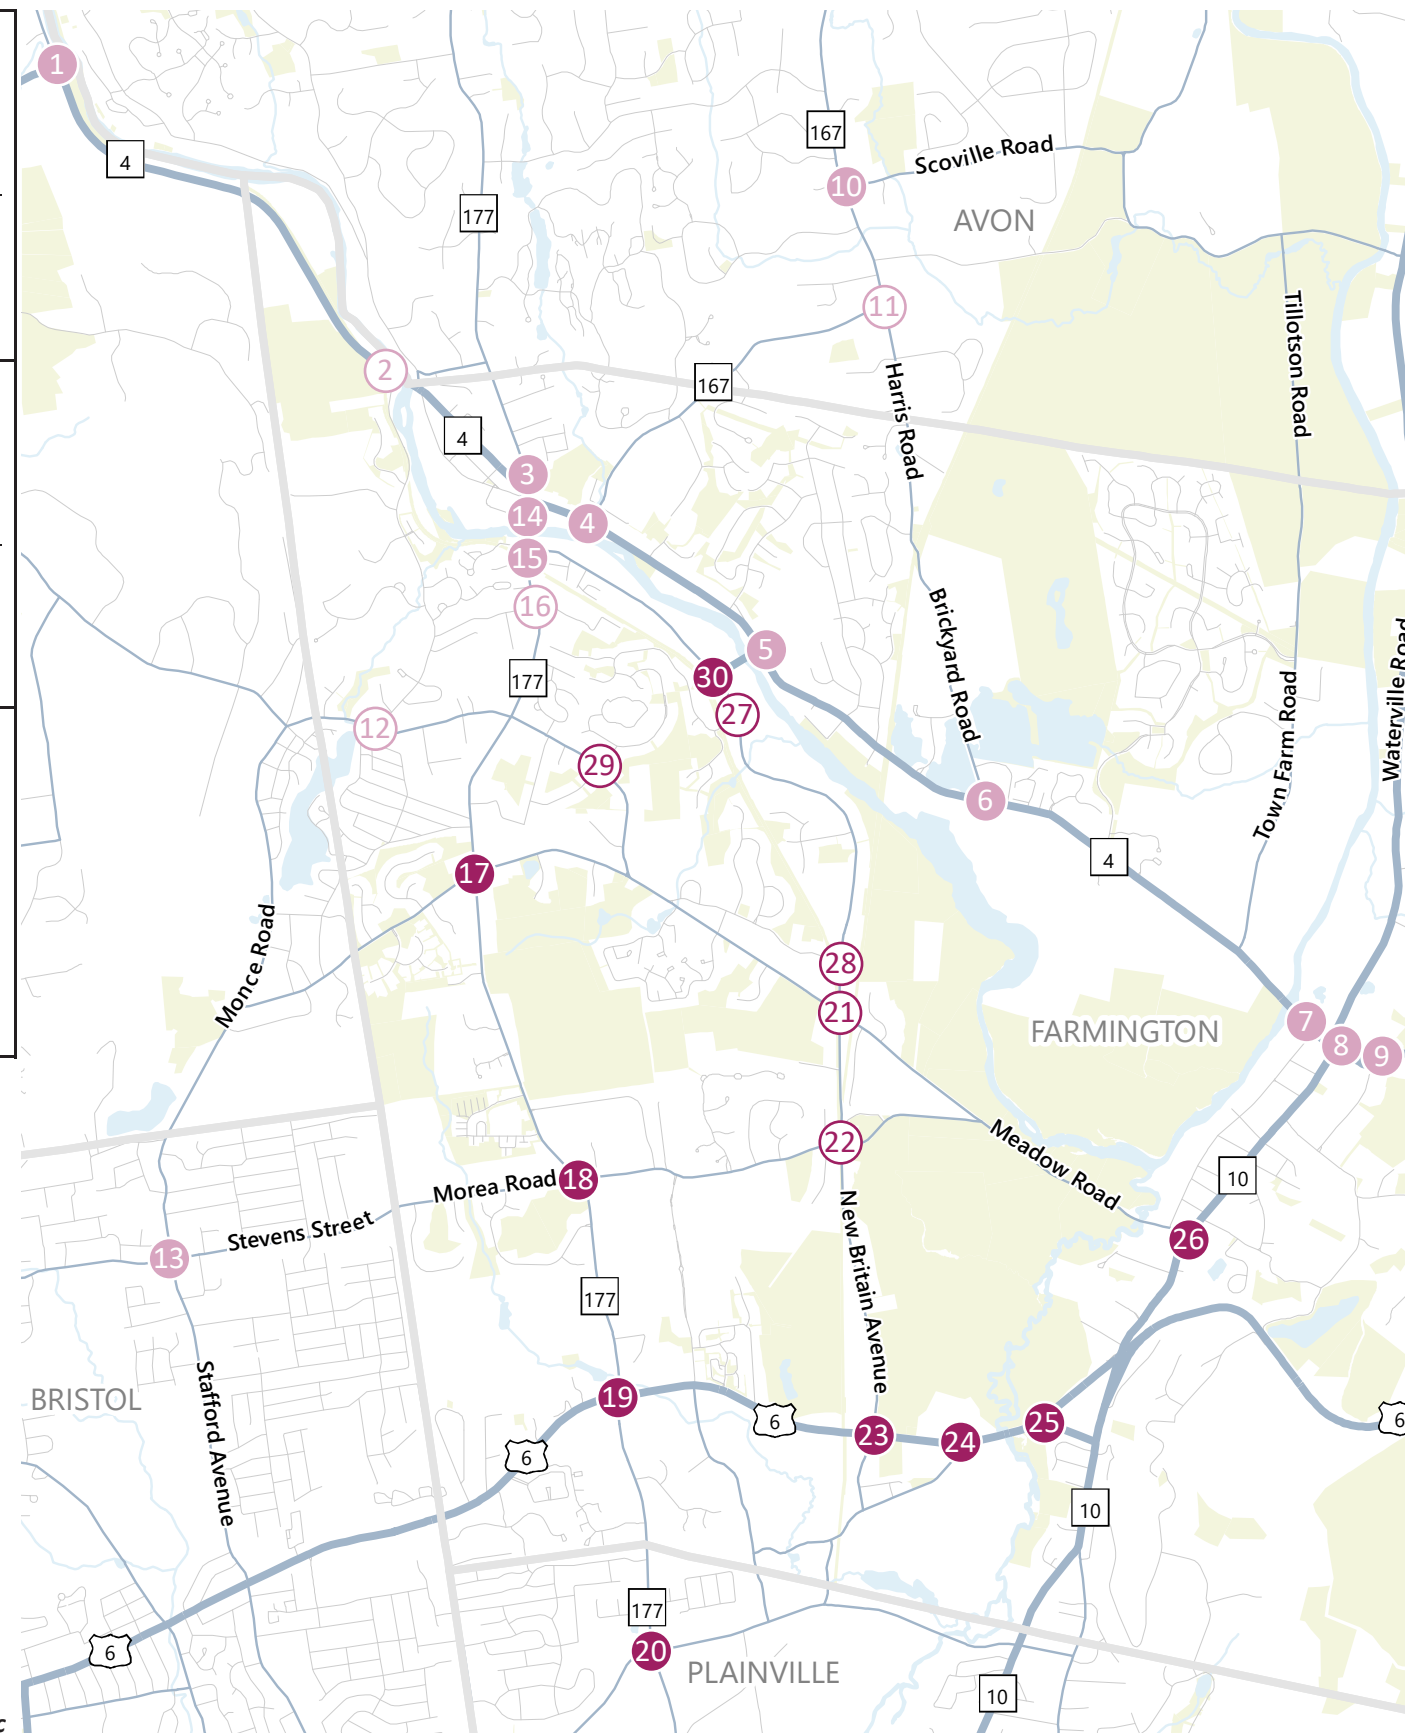 1
4
167
Scoville Road
10
177
AVON
11
Tillotson Road
2
167
Harris Road
4
3
14
4
15
16
Brickyard Road
5
30
177
27
Waterville Road
12
29
Town Farm Road
6
4
17
Monce Road
28
21
7
FARMINGTON
8
9
22
Meadow Road
10
Morea Road
18
Stevens Street
New Britain Avenue
26
13
177
Stafford Avenue
BRISTOL
19
6
23
24
25
6
6
10
177
6
20
PLAINVILLE
10
c